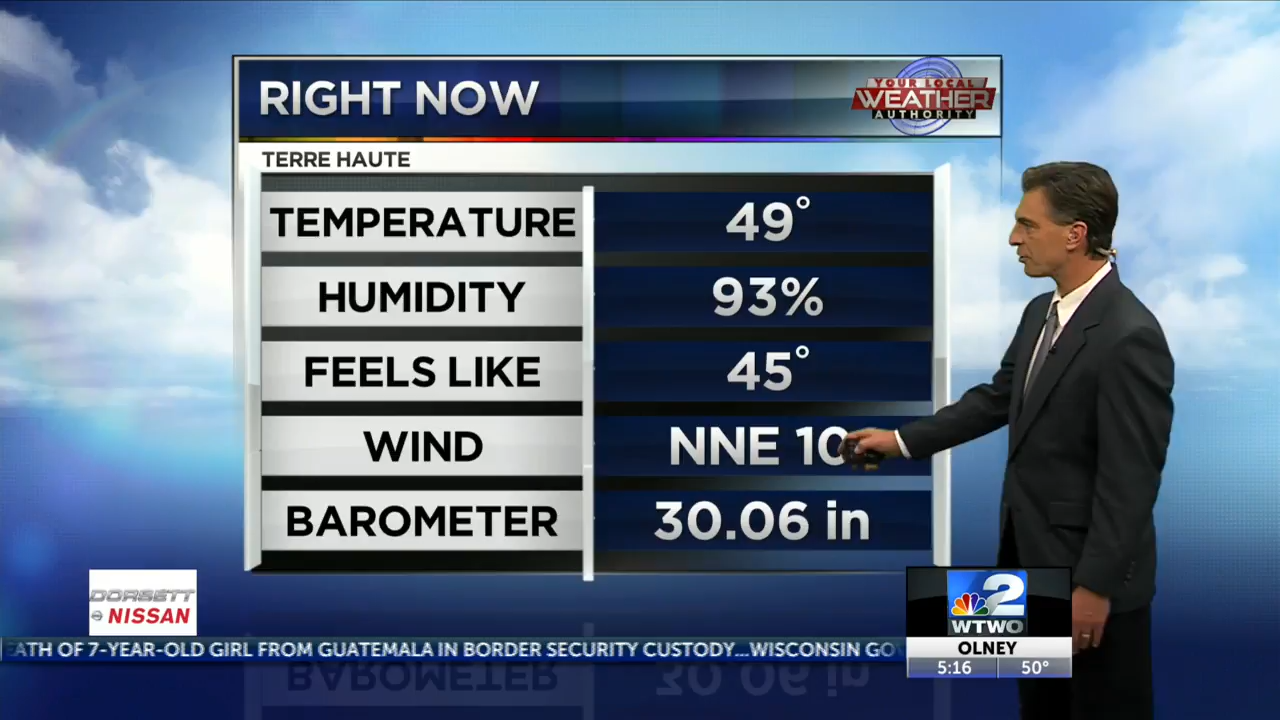 RIGHT NOW
YOUR LOCAL
WEATHER
AUTHORITY
TERRE HAUTE
TEMPERATURE 49°
HUMIDITY 93%
FEELS LIKE 45°
WIND NNE 10
BAROMETER 30.06 in
DORSETT
NISSAN
2
WTWO
OLNEY
5:16 50°
EATH OF 7-YEAR-OLD GIRL FROM GUATEMALA IN BORDER SECURITY CUSTODY...WISCONSIN GOV